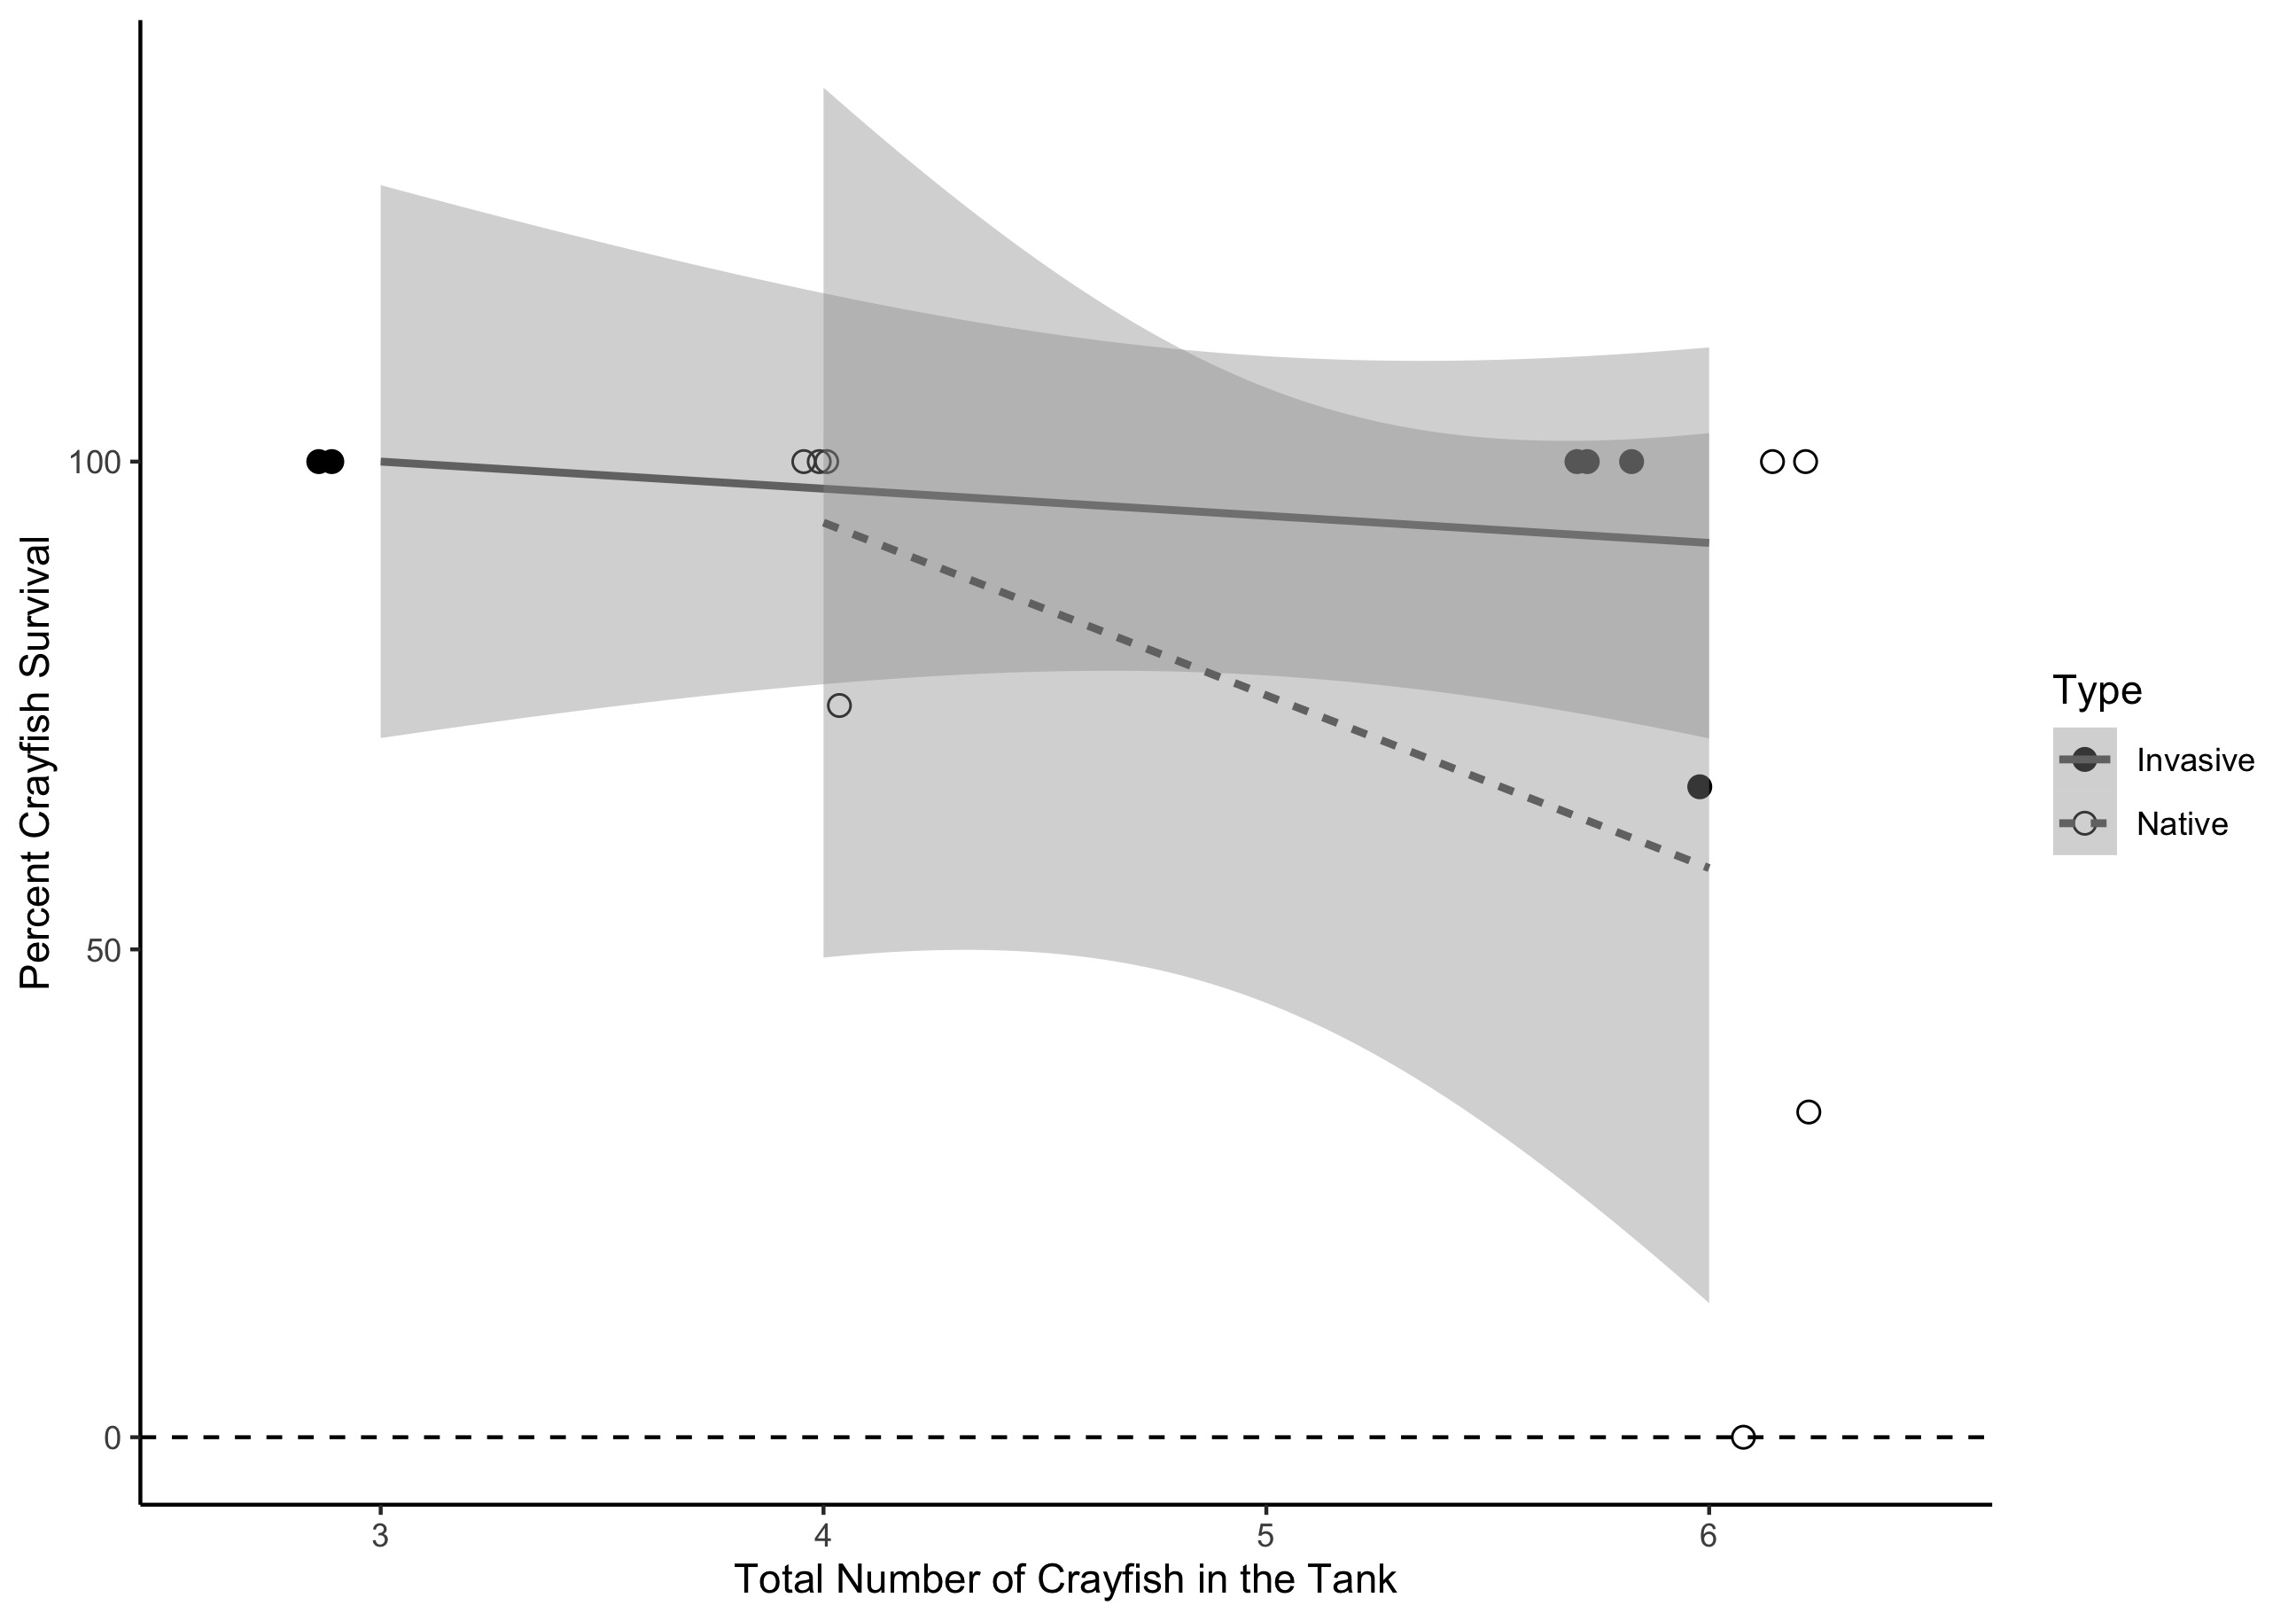 Percent Crayfish Survival
100
50
0
3 4 5 6
Total Number of Crayfish in the Tank
Type
Invasive
Native